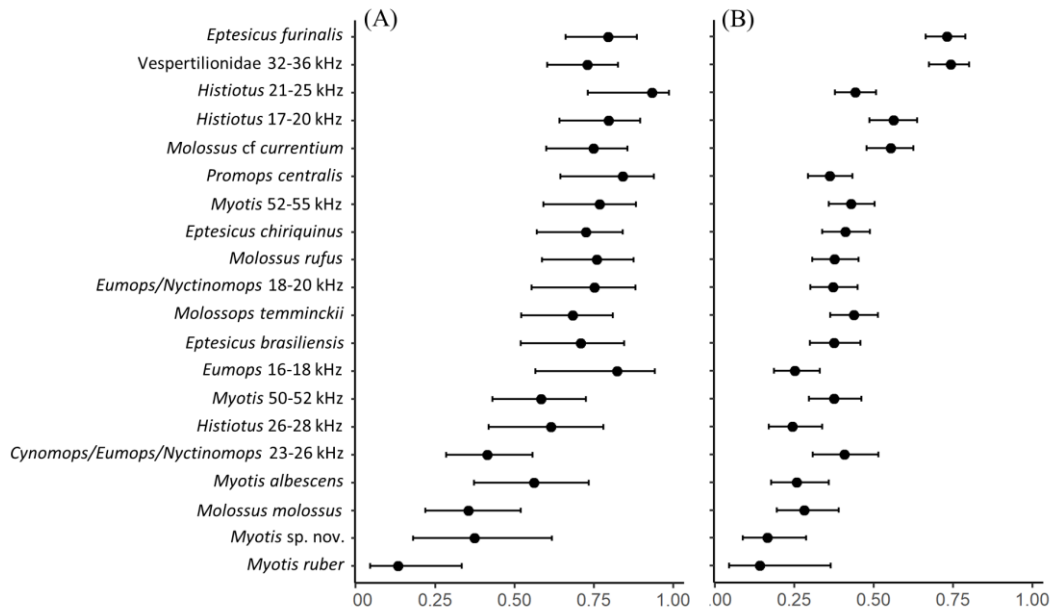 (A) (B)
Eptesicus furinalis
Vespertilionidae 32-36 kHz
Histiotus 21-25 kHz
Histiotus 17-20 kHz
Molossus cf currentium
Promops centralis
Myotis 52-55 kHz
Eptesicus chiriquinus
Molossus rufus
Eumops/Nyctinomops 18-20 kHz
Molossops temminckii
Eptesicus brasiliensis
Eumops 16-18 kHz
Myotis 50-52 kHz
Histiotus 26-28 kHz
Cynomops/Eumops/Nyctinomops 23-26 kHz
Myotis albescens
Molossus molossus
Myotis sp. nov.
Myotis ruber
.00 0.25 0.50 0.75 1.00 .00 0.25 0.50 0.75 1.00